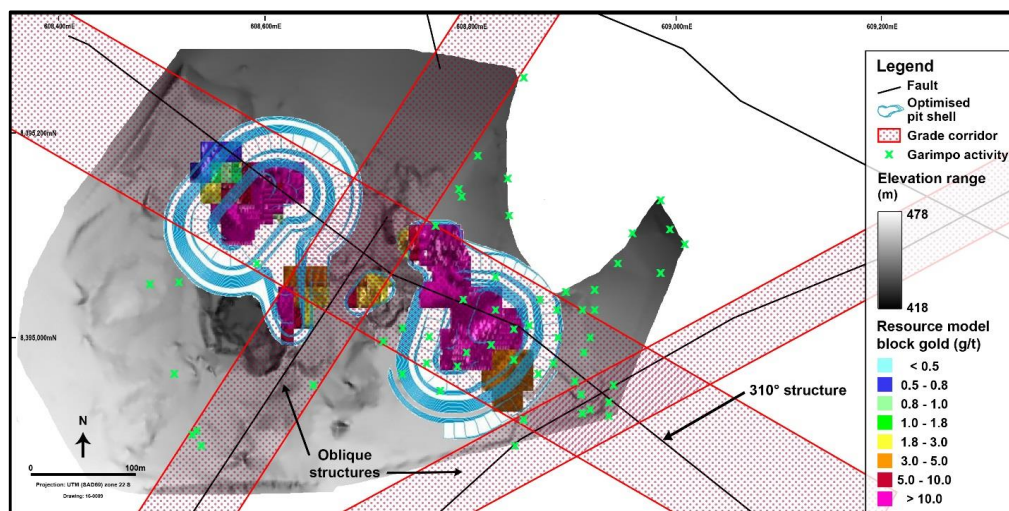 608,400mE
608,600mE
608,800mE
609,000mE
609,200mE
8,395,200mN
8,395,000mN
Legend
Fault
Optimised
pit shell
Grade corridor
Garimpo activity
Elevation range
(m)
478
418
Resource model
block gold (g/t)
< 0.5
0.5 - 0.8
0.8 - 1.0
1.0 - 1.8
1.8 - 3.0
3.0 - 5.0
5.0 - 10.0
> 10.0
310° structure
Oblique
structures
N
0
100m
Projection: UTM (SAD69) zone 22 S
Drawing: 16-0009